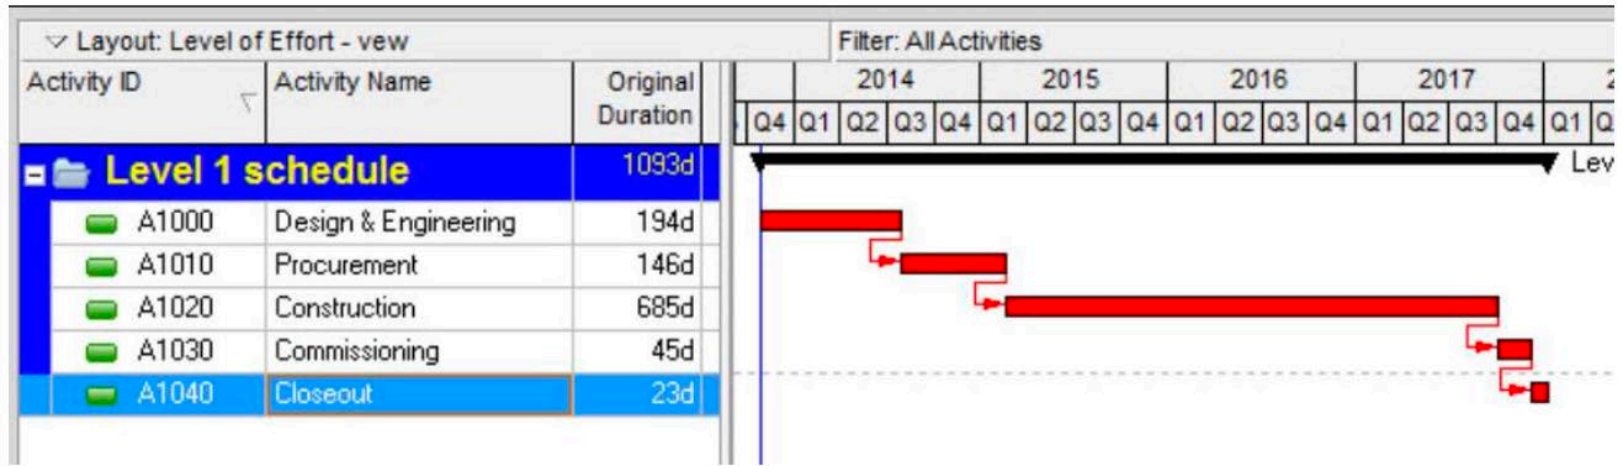 Layout: Level of Effort - vew Filter: All Activities
Activity ID Activity Name Original Duration 2014 2015 2016 2017
Q4 Q1 Q2 Q3 Q4 Q1 Q2 Q3 Q4 Q1 Q2 Q3 Q4 Q1 Q2 Q3 Q4 Q1
Level 1 schedule 1093d Lev
A1000 Design & Engineering 194d
A1010 Procurement 146d
A1020 Construction 685d
A1030 Commissioning 45d
A1040 Closeout 23d